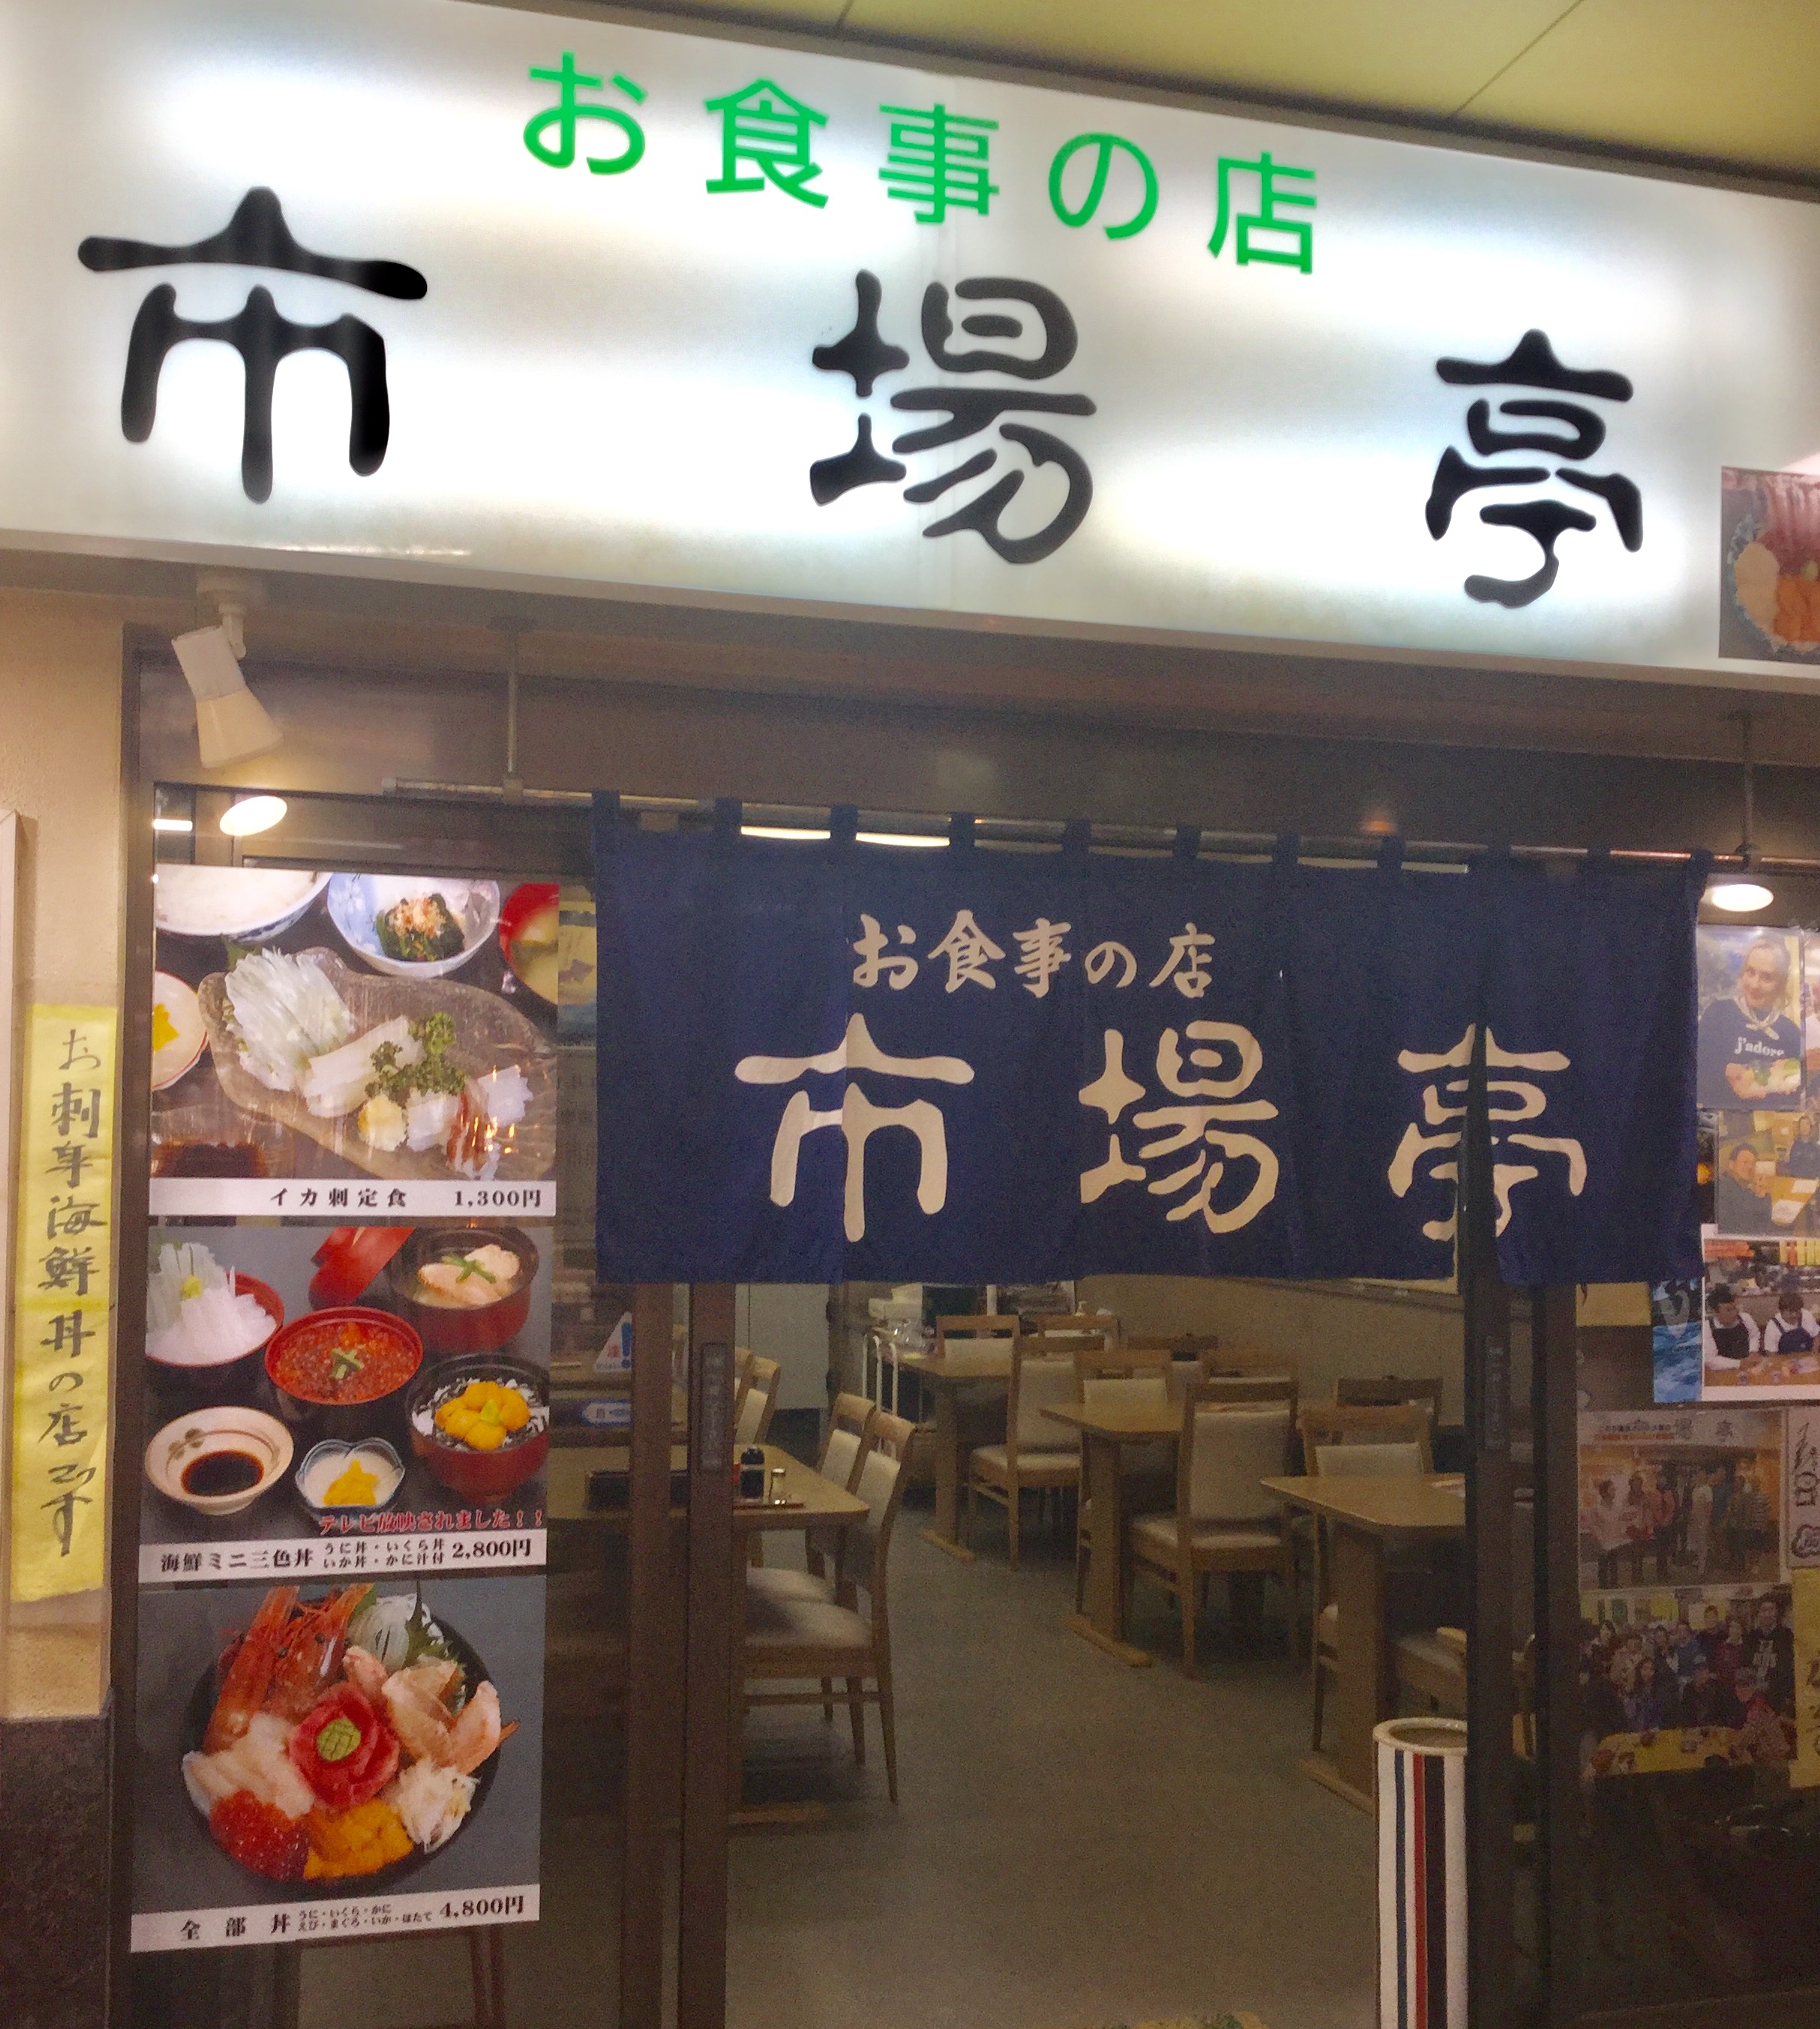 お食事の店
市場亭
お食事の店
市場亭
お刺身海鮮丼の店です
イカ刺定食 1,300円
テレビ放映されました!!
海鮮ミニ三色丼 うに丼・いくら丼
いか丼・かに汁付 2,800円
全部丼 うに・いくら・かに
えび・まぐろ・いか・ほたて 4,800円
j'adore